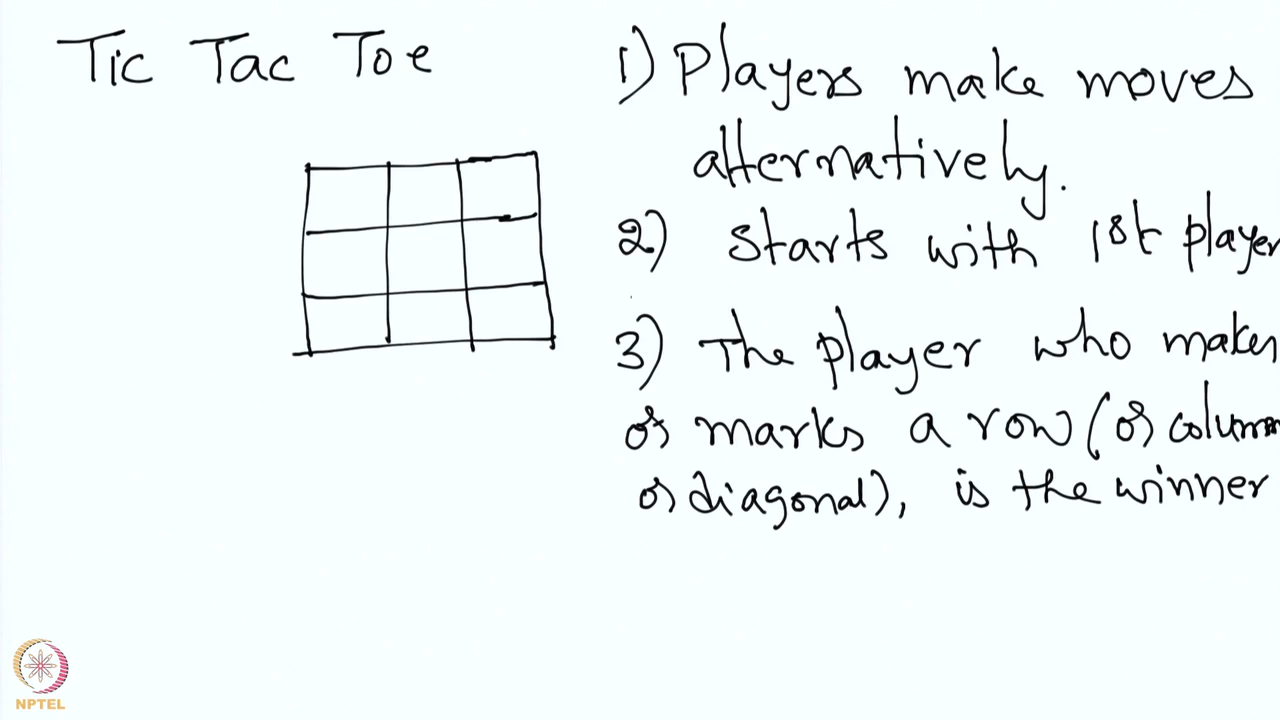 Tic Tac Toe
1) Players make moves
alternatively.
2) starts with 1st player
3) The player who makes
or marks a row (or column
or diagonal), is the winner
NPTEL